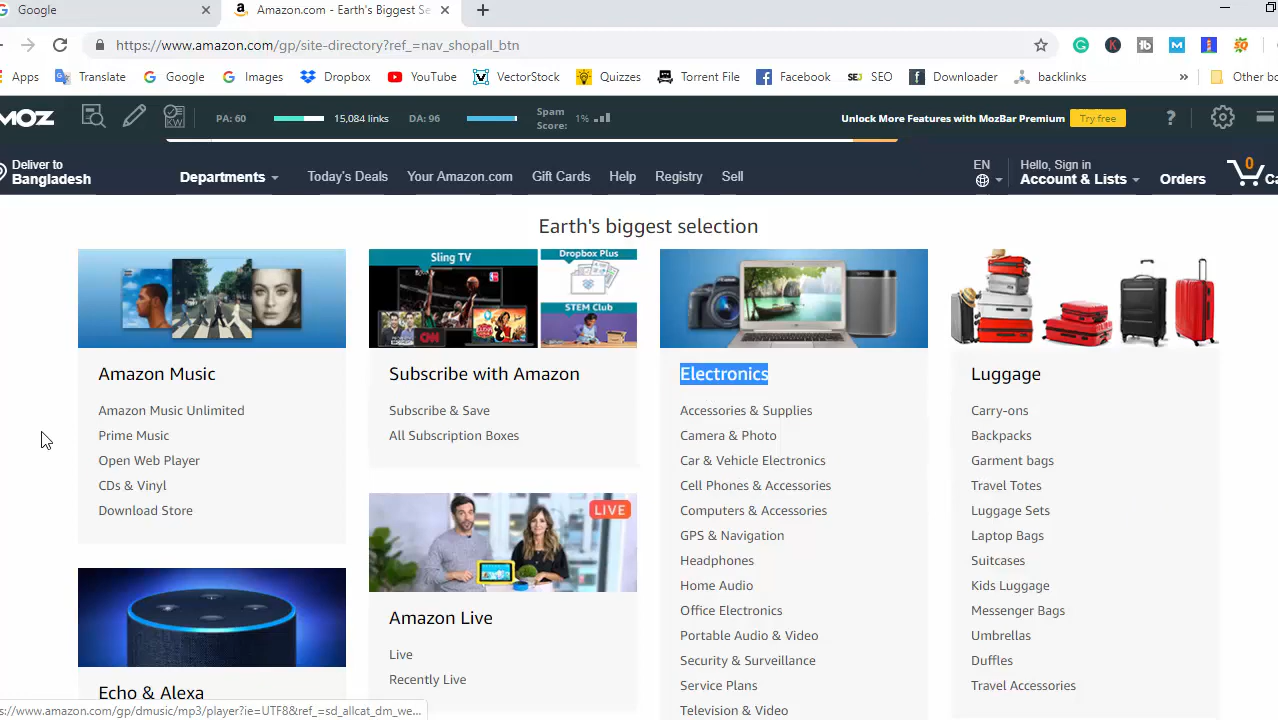 Google
Amazon.com - Earth's Biggest Se
https://www.amazon.com/gp/site-directory?ref_=nav_shopall_btn
Apps Translate Google Images Dropbox YouTube VectorStock Quizzes Torrent File Facebook SEO SEO Downloader backlinks » Other bo
MOZ KW PA: 60 15,084 links DA: 96 Spam Score: 1% Unlock More Features with MozBar Premium Try free ?
Deliver to
Bangladesh
Departments Today's Deals Your Amazon.com Gift Cards Help Registry Sell
EN
Hello, Sign in
Account & Lists
Orders
0
Ca
Earth's biggest selection
Amazon Music
Amazon Music Unlimited
Prime Music
Open Web Player
CDs & Vinyl
Download Store
Echo & Alexa
Sling TV
CNN
Dropbox Plus
STEM Club
Subscribe with Amazon
Subscribe & Save
All Subscription Boxes
LIVE
Amazon Live
Live
Recently Live
Electronics
Accessories & Supplies
Camera & Photo
Car & Vehicle Electronics
Cell Phones & Accessories
Computers & Accessories
GPS & Navigation
Headphones
Home Audio
Office Electronics
Portable Audio & Video
Security & Surveillance
Service Plans
Television & Video
Luggage
Carry-ons
Backpacks
Garment bags
Travel Totes
Luggage Sets
Laptop Bags
Suitcases
Kids Luggage
Messenger Bags
Umbrellas
Duffles
Travel Accessories
s://www.amazon.com/gp/dmusic/mp3/player?ie=UTF8&ref_=sd_allcat_dm_we...